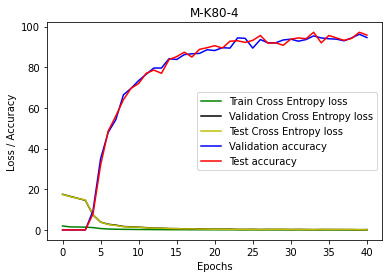 M-K80-4
Loss / Accuracy
100
80
60
40
20
0
Train Cross Entropy loss
Validation Cross Entropy loss
Test Cross Entropy loss
Validation accuracy
Test accuracy
0 5 10 15 20 25 30 35 40
Epochs